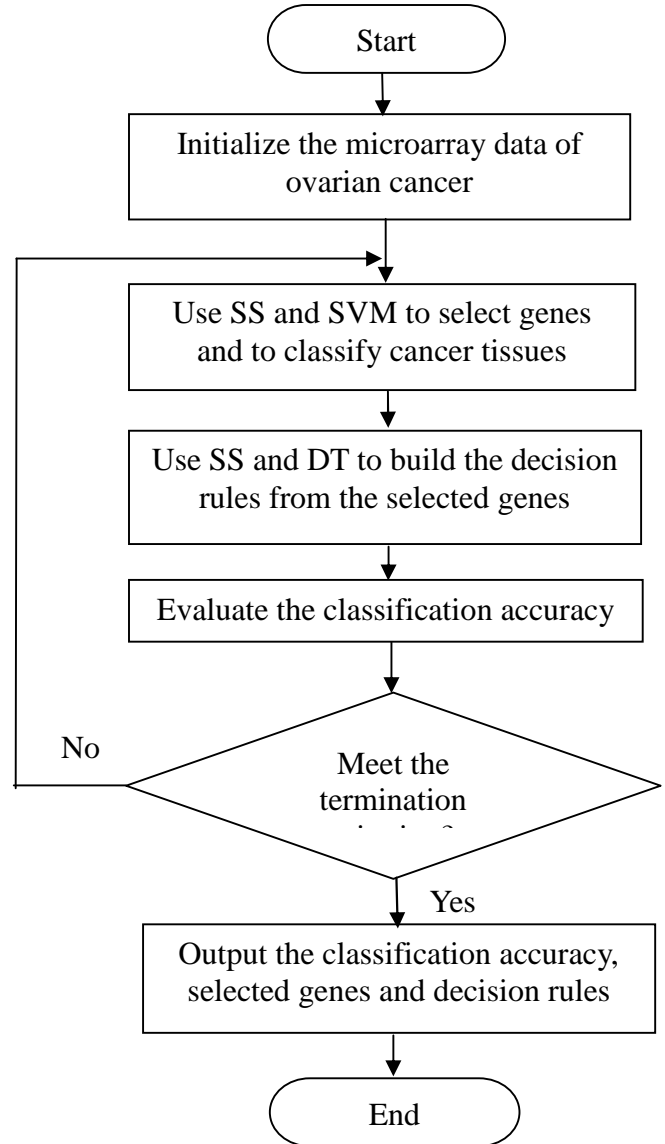 Start
Initialize the microarray data of
ovarian cancer
Use SS and SVM to select genes
and to classify cancer tissues
Use SS and DT to build the decision
rules from the selected genes
Evaluate the classification accuracy
No
Meet the
termination
Yes
Output the classification accuracy,
selected genes and decision rules
End